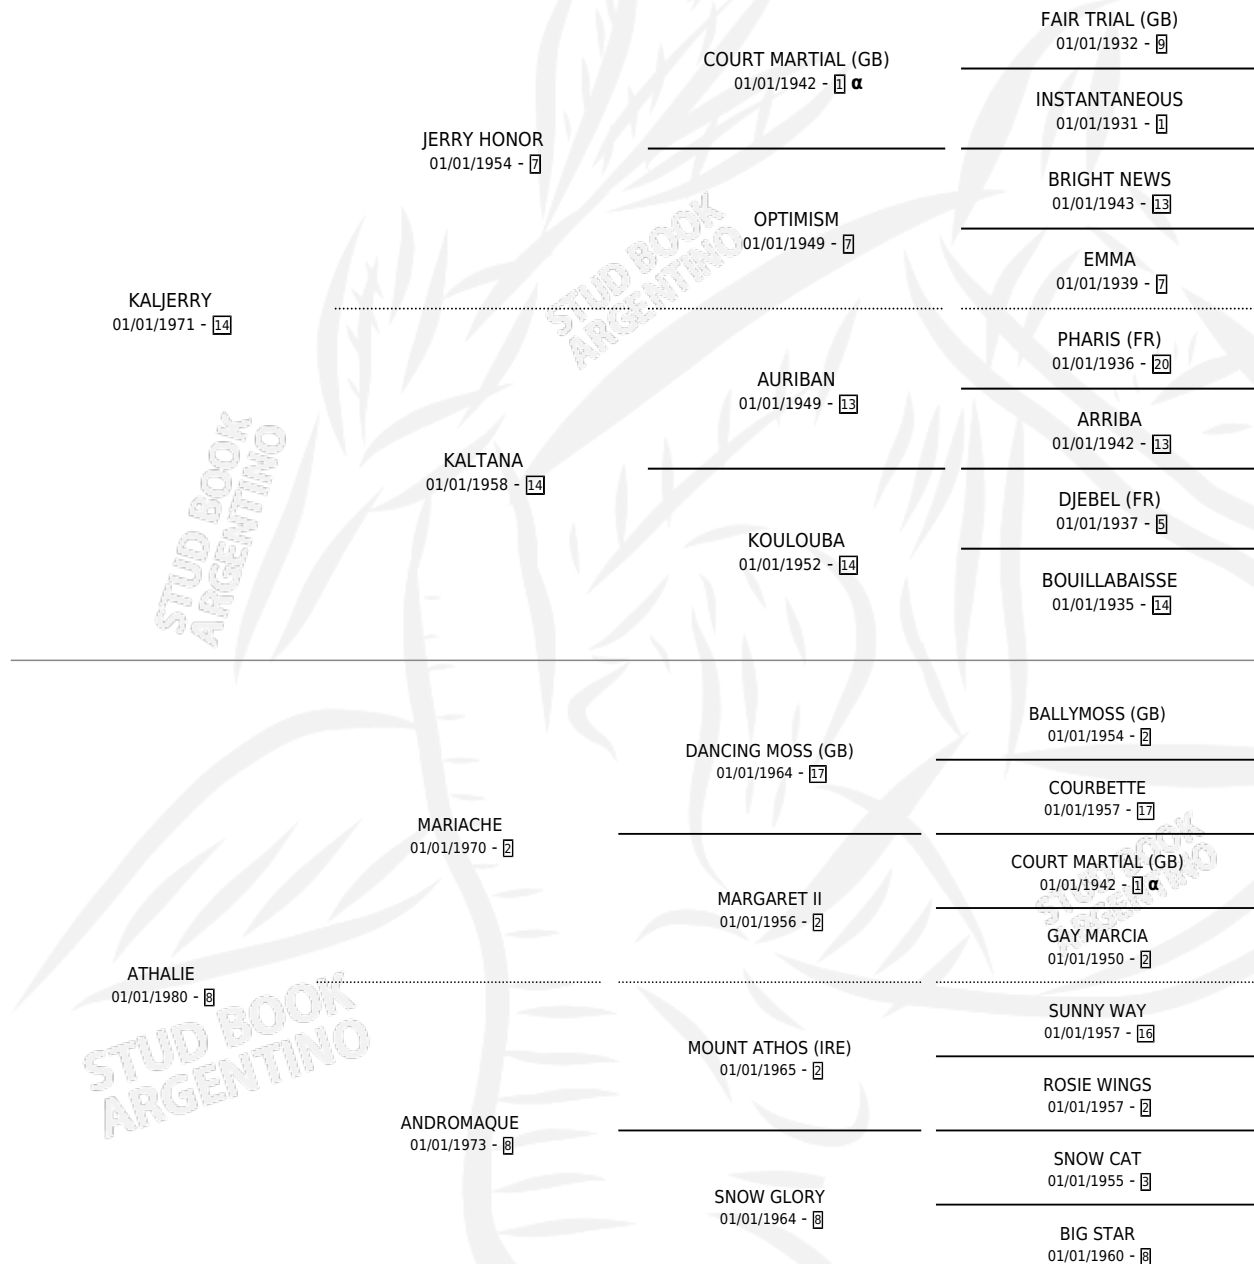 FAIR TRIAL (GB)
01/01/1932 - 9
COURT MARTIAL (GB)
01/01/1942 - 1 α
INSTANTANEOUS
01/01/1931 - 1
JERRY HONOR
01/01/1954 - 7
BRIGHT NEWS
01/01/1943 - 13
OPTIMISM
01/01/1949 - 7
EMMA
01/01/1939 - 7
KALJERRY
01/01/1971 - 14
STUD BOOK
ARGENTINO
PHARIS (FR)
01/01/1936 - 20
AURIBAN
01/01/1949 - 13
ARRIBA
01/01/1942 - 13
KALTANA
01/01/1958 - 14
DJEBEL (FR)
01/01/1937 - 5
KOULOUBA
01/01/1952 - 14
BOUILLABAISSE
01/01/1935 - 14
STUD BOOK
ARGENTINO
BALLYMOSS (GB)
01/01/1954 - 2
DANCING MOSS (GB)
01/01/1964 - 17
COURBETTE
01/01/1957 - 17
MARIACHE
01/01/1970 - 2
COURT MARTIAL (GB)
01/01/1942 - 1 α
MARGARET II
01/01/1956 - 2
GAY MARCIA
01/01/1950 - 2
STUD BOOK
ARGENTINO
ATHALIE
01/01/1980 - 8
SUNNY WAY
01/01/1957 - 16
MOUNT ATHOS (IRE)
01/01/1965 - 2
ROSIE WINGS
01/01/1957 - 2
ANDROMAQUE
01/01/1973 - 8
SNOW CAT
01/01/1955 - 3
SNOW GLORY
01/01/1964 - 8
BIG STAR
01/01/1960 - 8
STUD BOOK
ARGENTINO